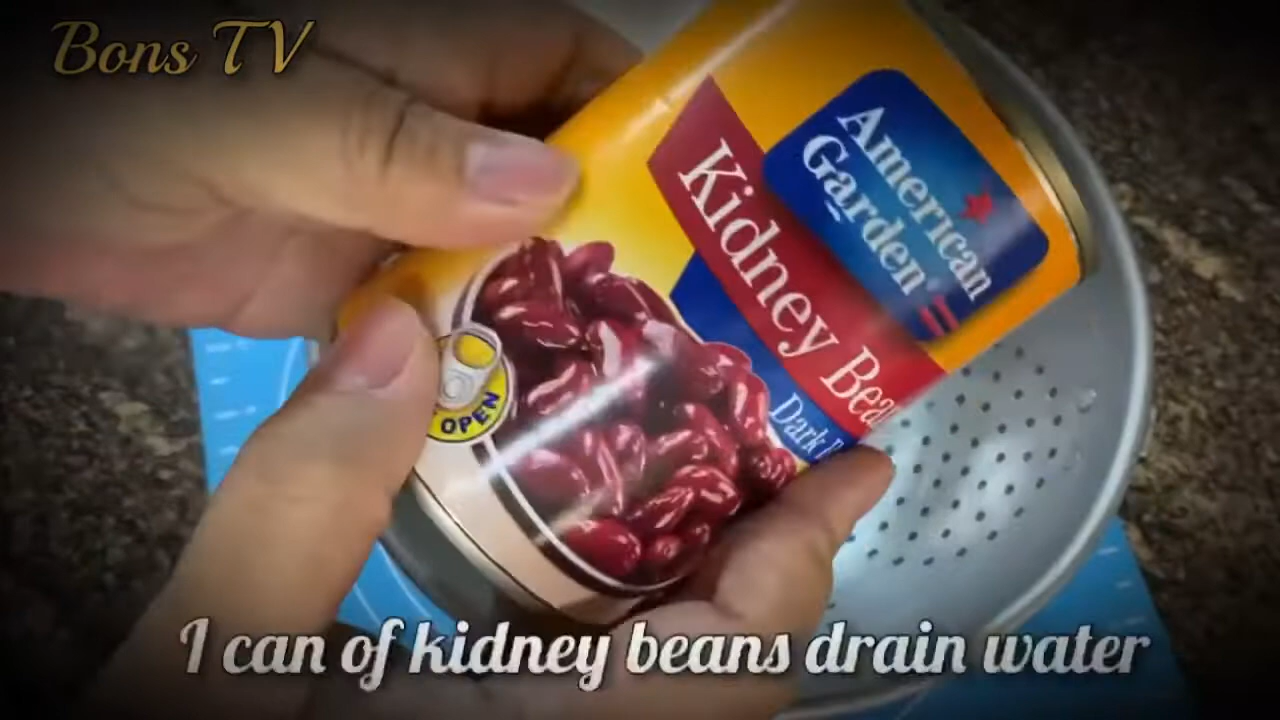 Bons TV
American
Garden
Kidney Bea
Dark
OPEN
I can of kidney beans drain water